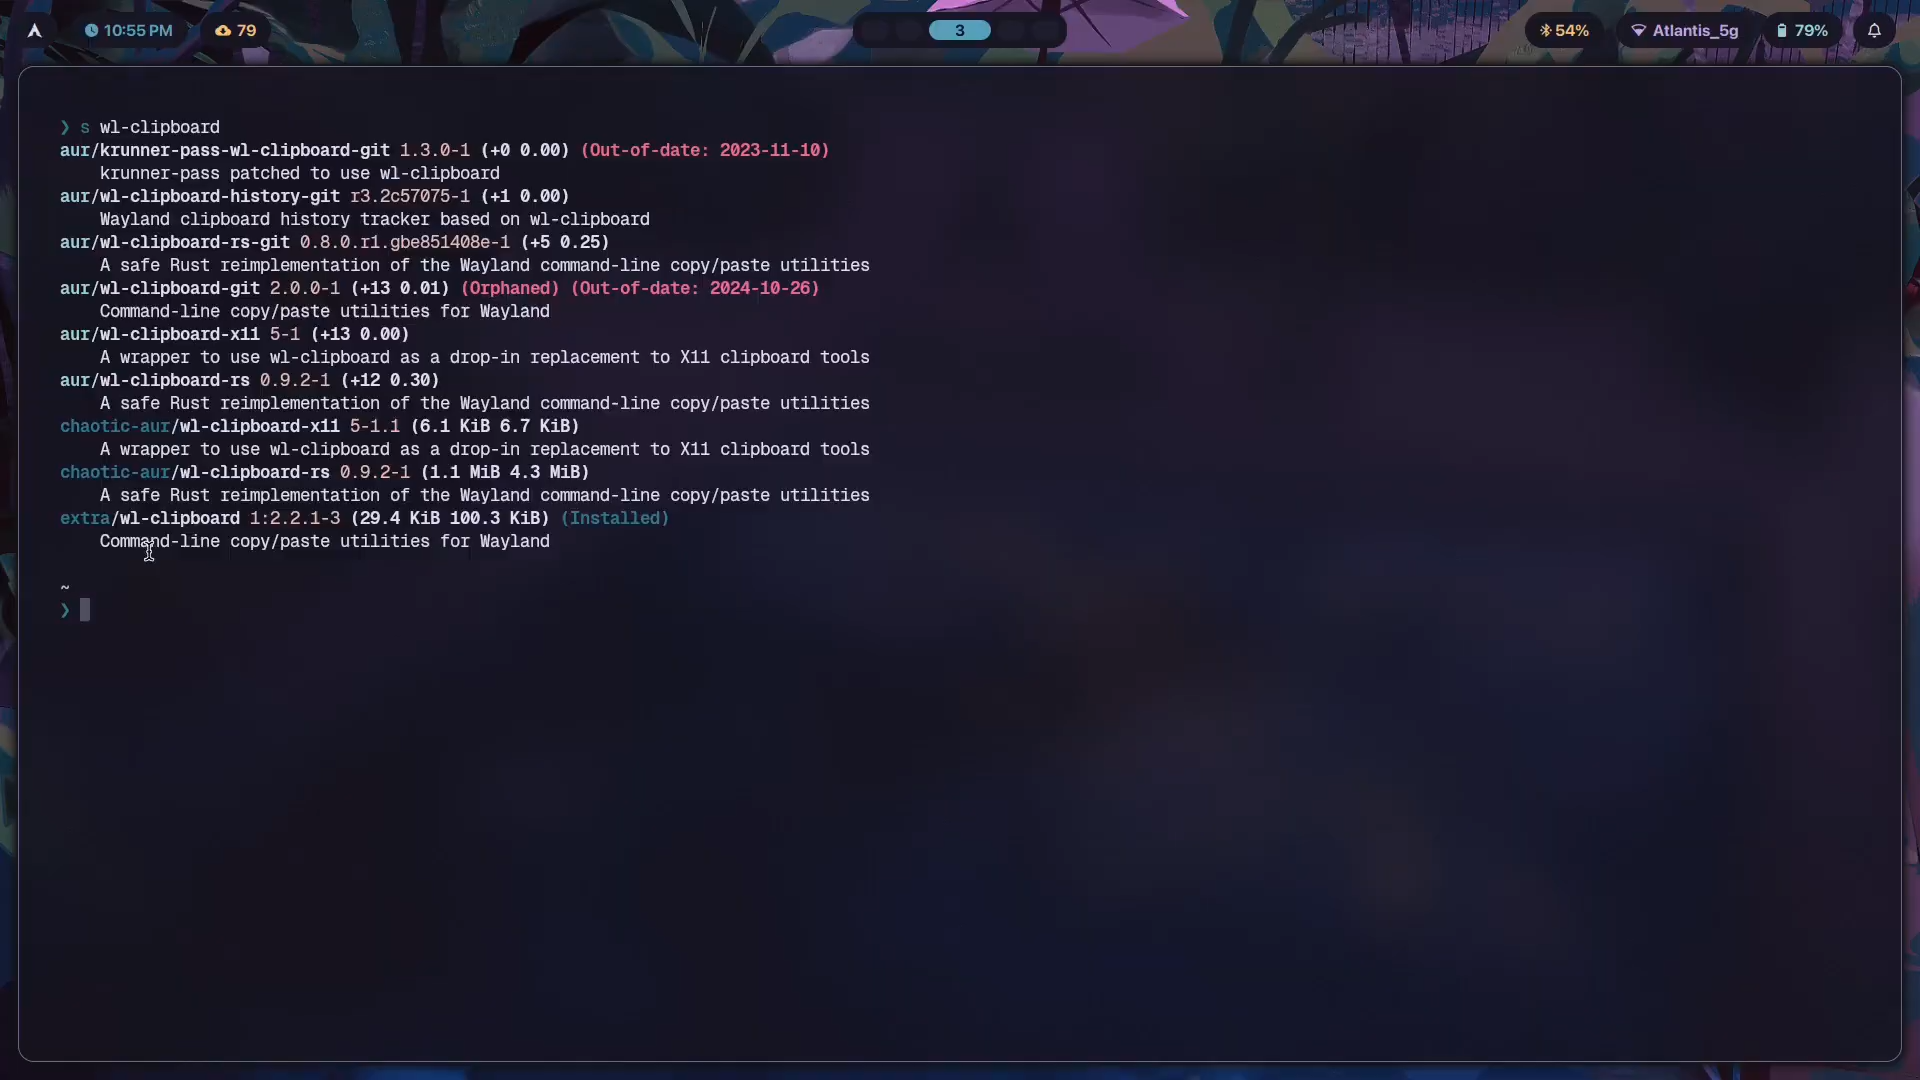 10:55 PM 79 3 54% Atlantis_5g 79%
❯ s wl-clipboard
aur/krunner-pass-wl-clipboard-git 1.3.0-1 (+0 0.00) (Out-of-date: 2023-11-10)
krunner-pass patched to use wl-clipboard
aur/wl-clipboard-history-git r3.2c57075-1 (+1 0.00)
Wayland clipboard history tracker based on wl-clipboard
aur/wl-clipboard-rs-git 0.8.0.r1.gbe851408e-1 (+5 0.25)
A safe Rust reimplementation of the Wayland command-line copy/paste utilities
aur/wl-clipboard-git 2.0.0-1 (+13 0.01) (Orphaned) (Out-of-date: 2024-10-26)
Command-line copy/paste utilities for Wayland
aur/wl-clipboard-x11 5-1 (+13 0.00)
A wrapper to use wl-clipboard as a drop-in replacement to X11 clipboard tools
aur/wl-clipboard-rs 0.9.2-1 (+12 0.30)
A safe Rust reimplementation of the Wayland command-line copy/paste utilities
chaotic-aur/wl-clipboard-x11 5-1.1 (6.1 KiB 6.7 KiB)
A wrapper to use wl-clipboard as a drop-in replacement to X11 clipboard tools
chaotic-aur/wl-clipboard-rs 0.9.2-1 (1.1 MiB 4.3 MiB)
A safe Rust reimplementation of the Wayland command-line copy/paste utilities
extra/wl-clipboard 1:2.2.1-3 (29.4 KiB 100.3 KiB) (Installed)
Command-line copy/paste utilities for Wayland
~
❯